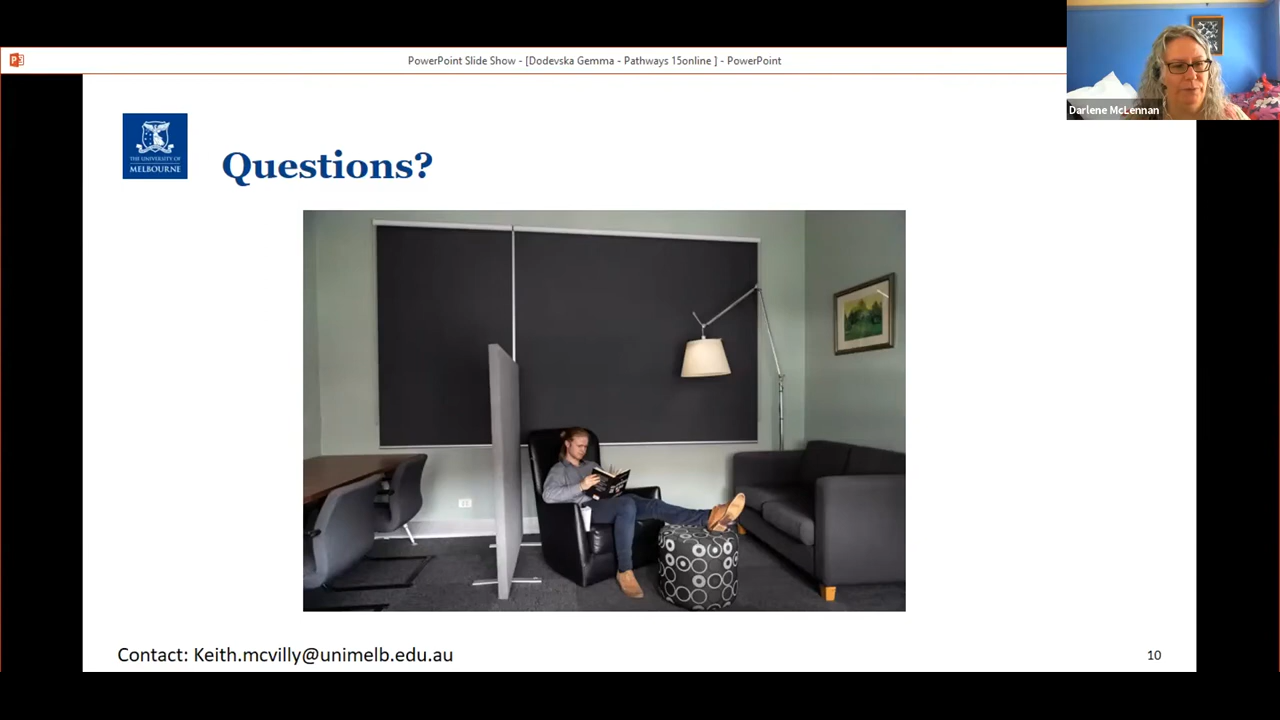 PowerPoint Slide Show - [Dodevska Gemma - Pathways 15online ] - PowerPoint
Darlene McLennan
THE UNIVERSITY OF
MELBOURNE
Questions?
Contact: Keith.mcvilly@unimelb.edu.au
10